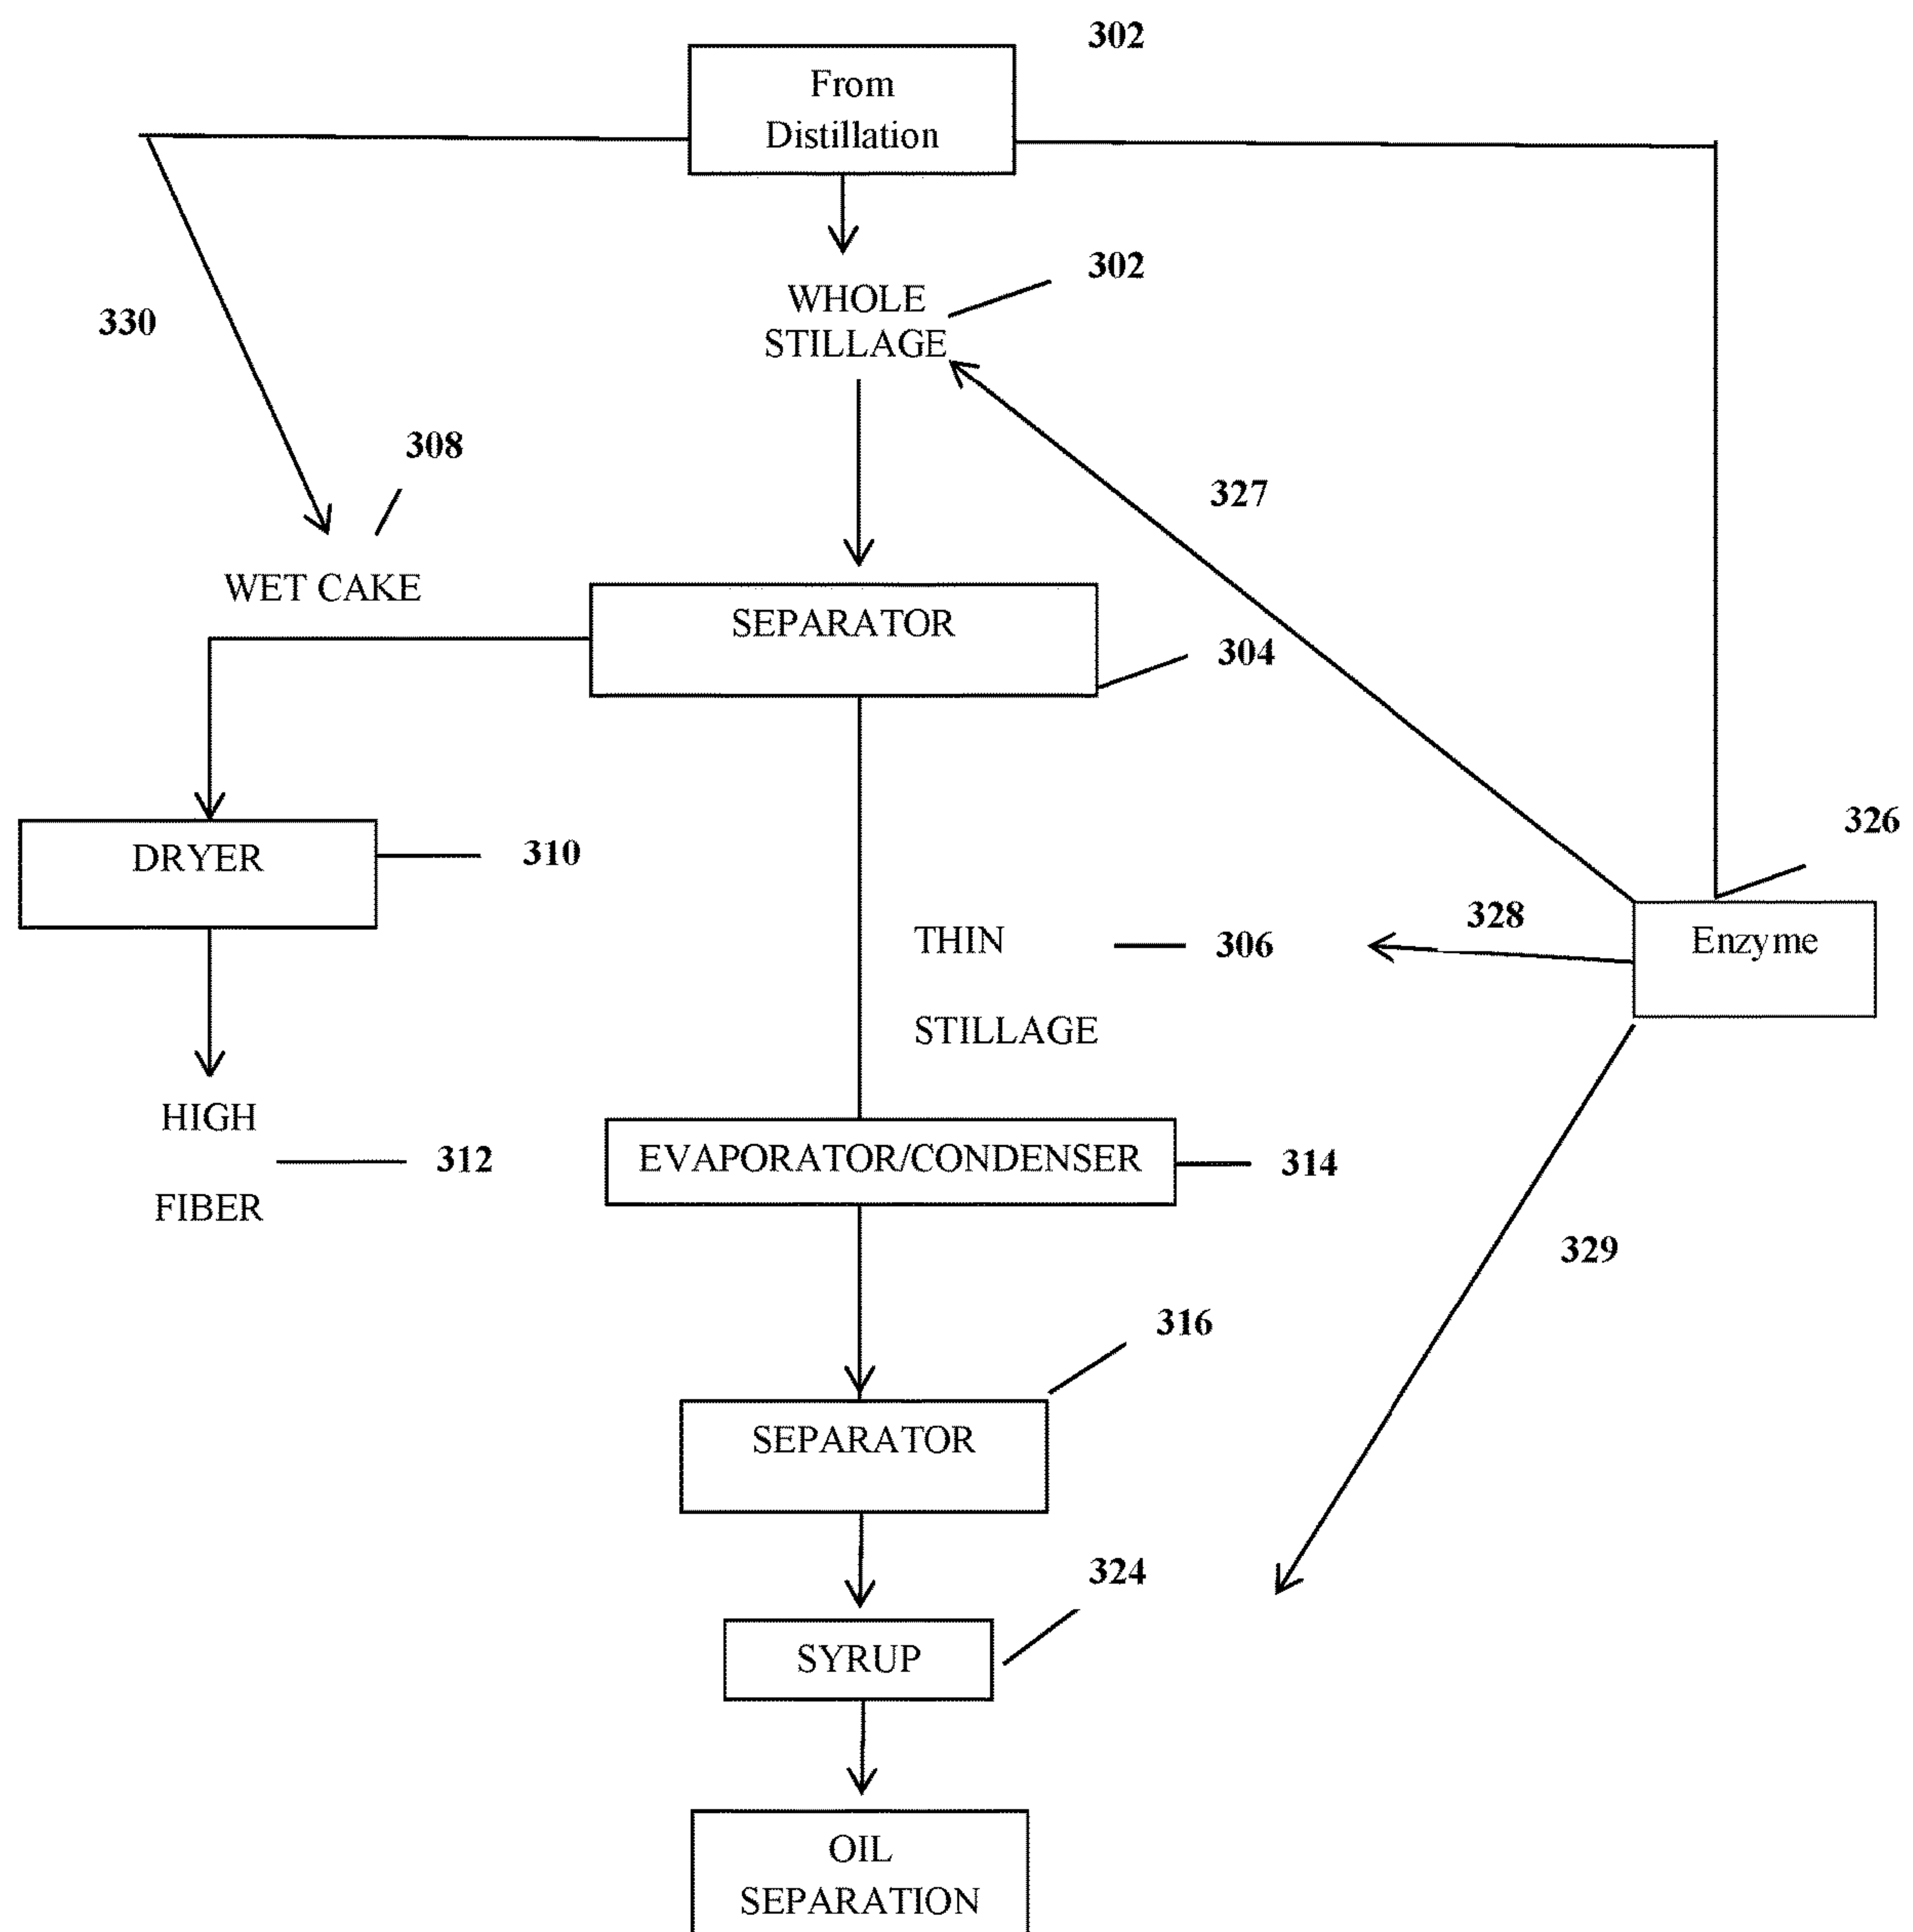 302
From
Distillation
302
WHOLE
STILLAGE
330
308
327
WET CAKE
SEPARATOR
304
326
DRYER
310
THIN
306
328
Enzyme
STILLAGE
HIGH
312
FIBER
EVAPORATOR/CONDENSER
314
329
316
SEPARATOR
324
SYRUP
OIL
SEPARATION